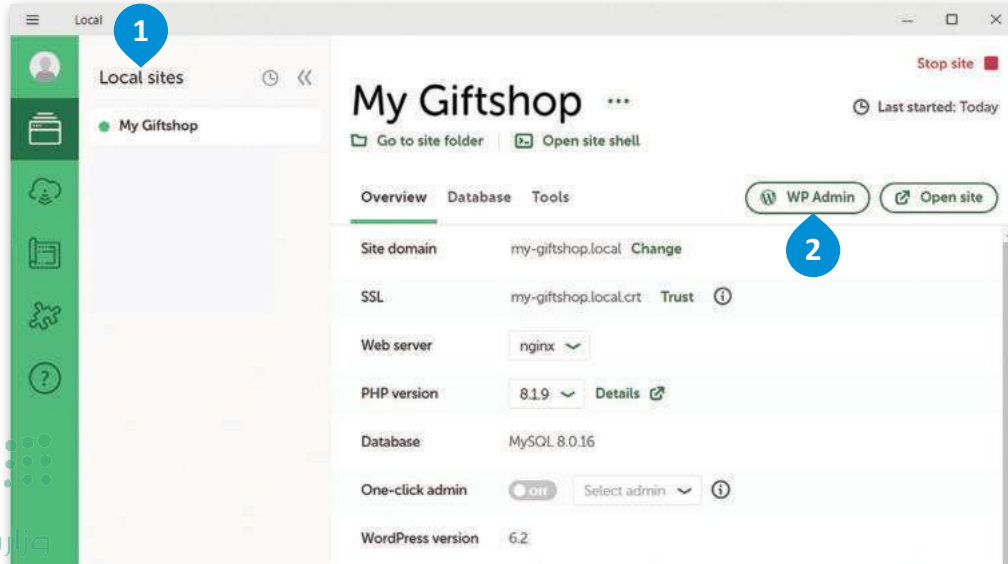 Local
1
Local sites
My Giftshop
Stop site
My Giftshop ...
Last started: Today
Go to site folder
Open site shell
Overview Database Tools
WP Admin
Open site
2
Site domain my-giftshop.local Change
SSL my-giftshop.local.crt Trust
Web server nginx
PHP version 8.1.9 Details
Database MySQL 8.0.16
One-click admin Off Select admin
WordPress version 6.2